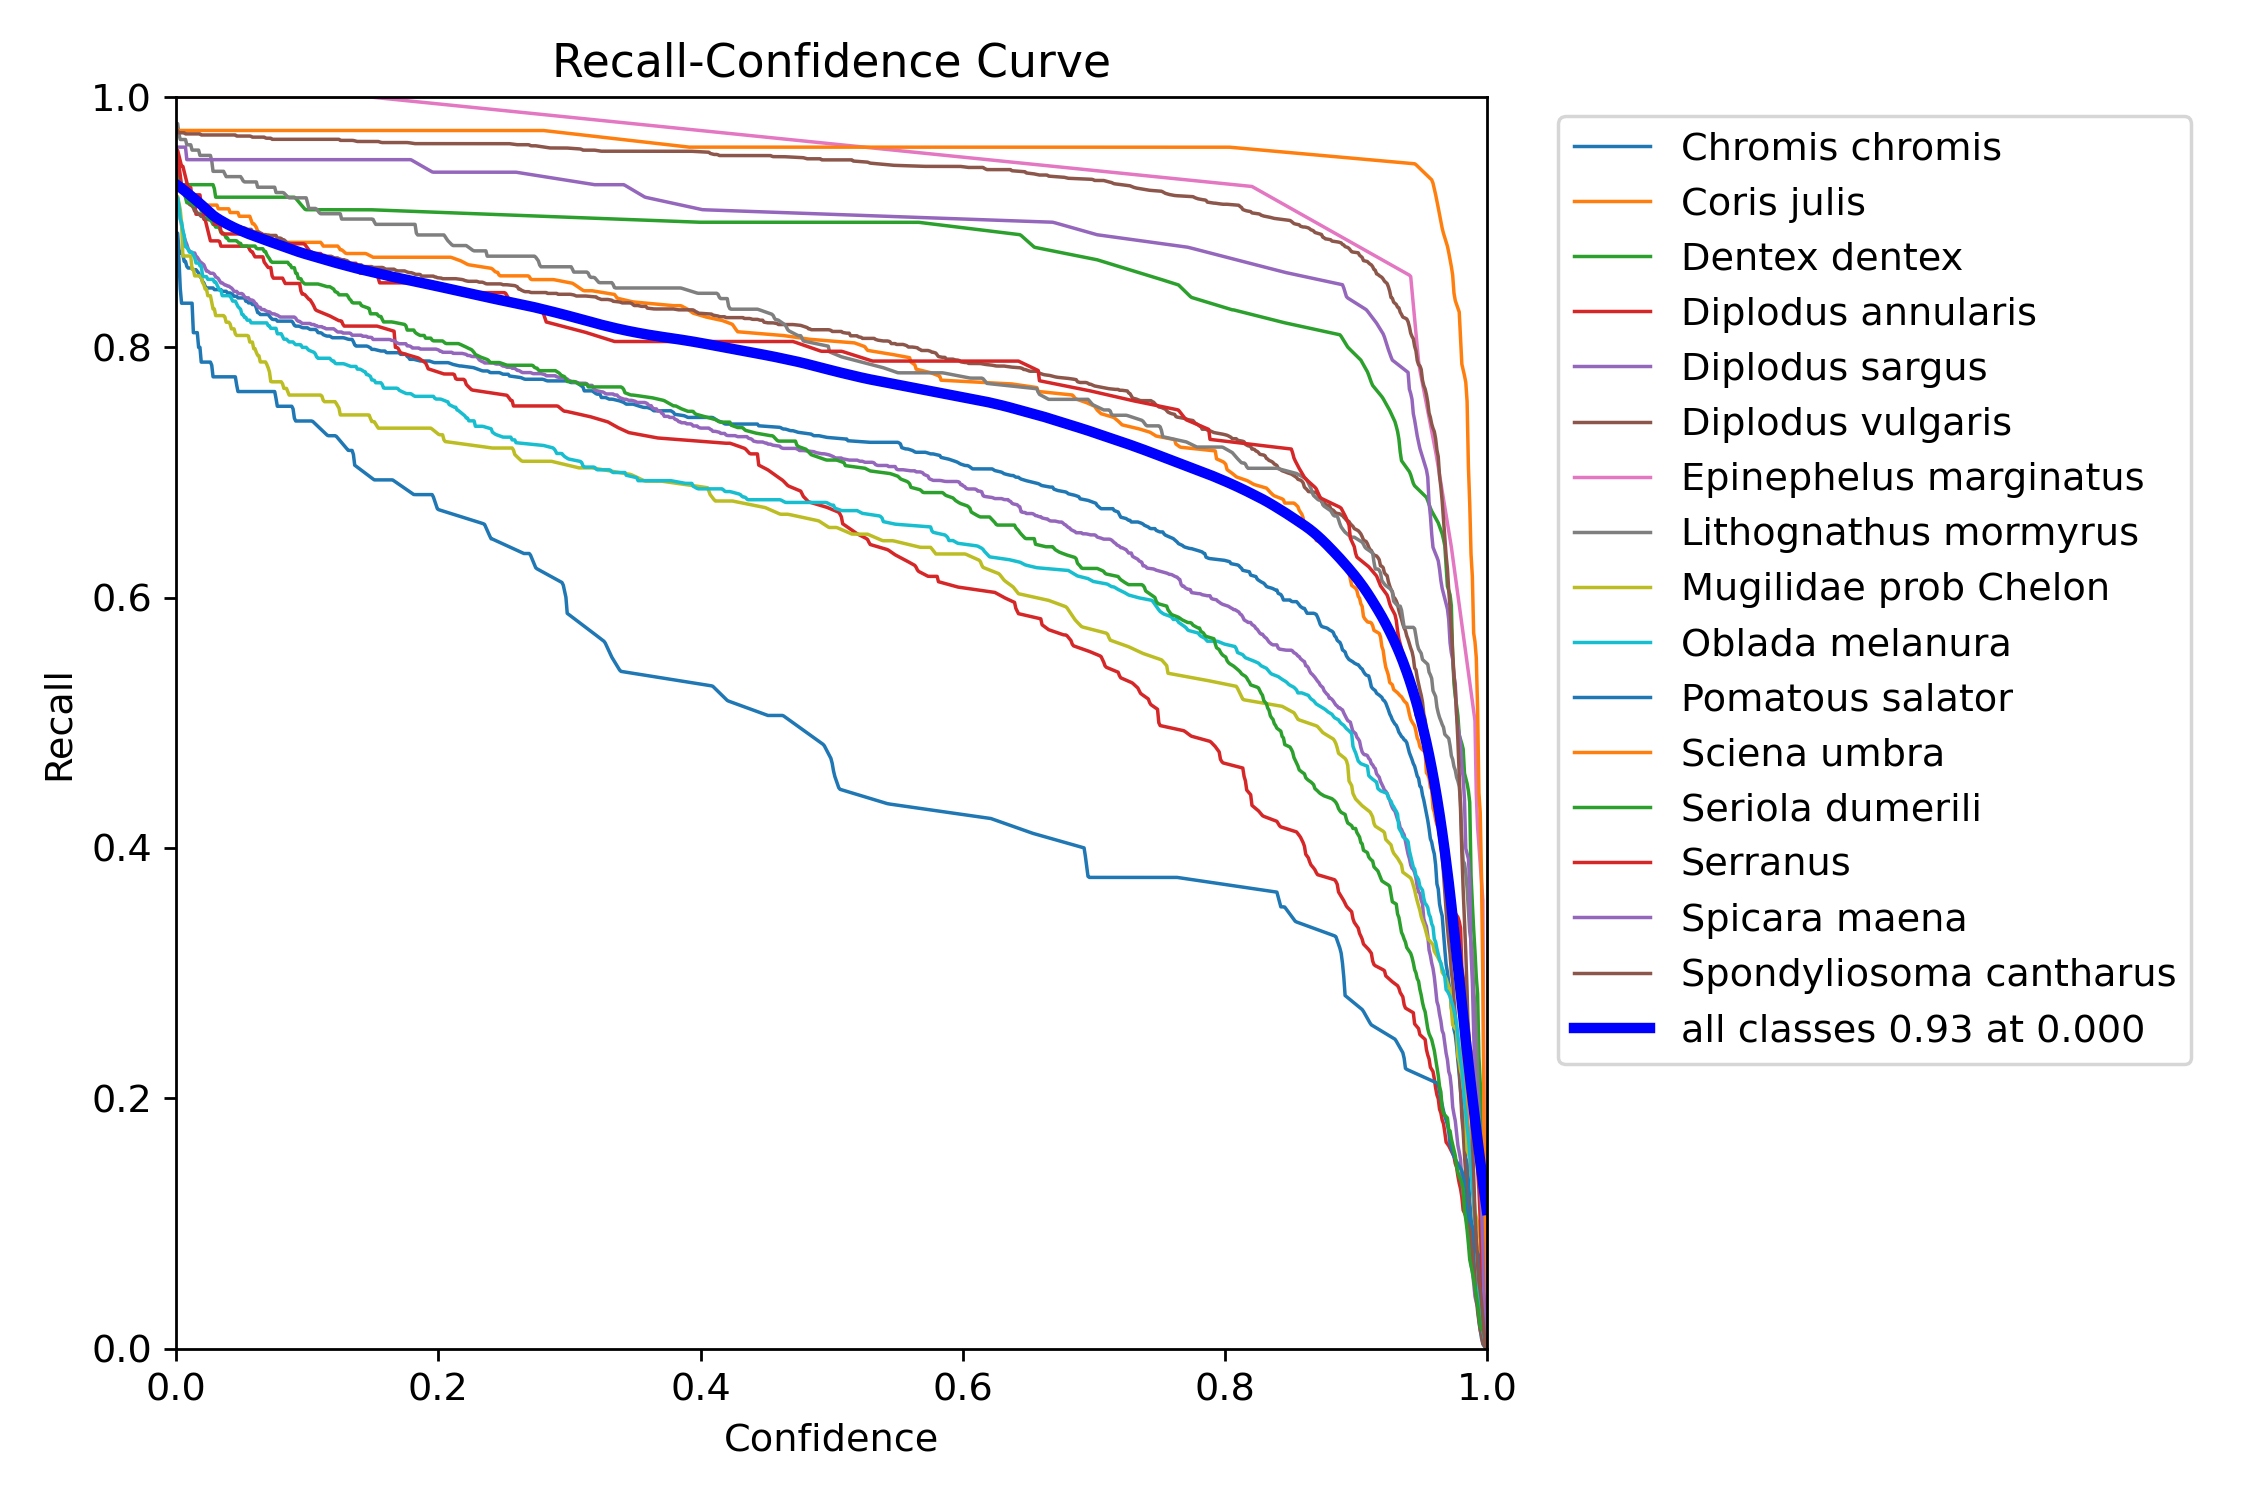 Recall-Confidence Curve
1.0
0.8
0.6
0.4
0.2
0.0
Recall
0.0 0.2 0.4 0.6 0.8 1.0
Confidence
Chromis chromis
Coris julis
Dentex dentex
Diplodus annularis
Diplodus sargus
Diplodus vulgaris
Epinephelus marginatus
Lithognathus mormyrus
Mugilidae prob Chelon
Oblada melanura
Pomatous salator
Sciena umbra
Seriola dumerili
Serranus
Spicara maena
Spondyliosoma cantharus
all classes 0.93 at 0.000